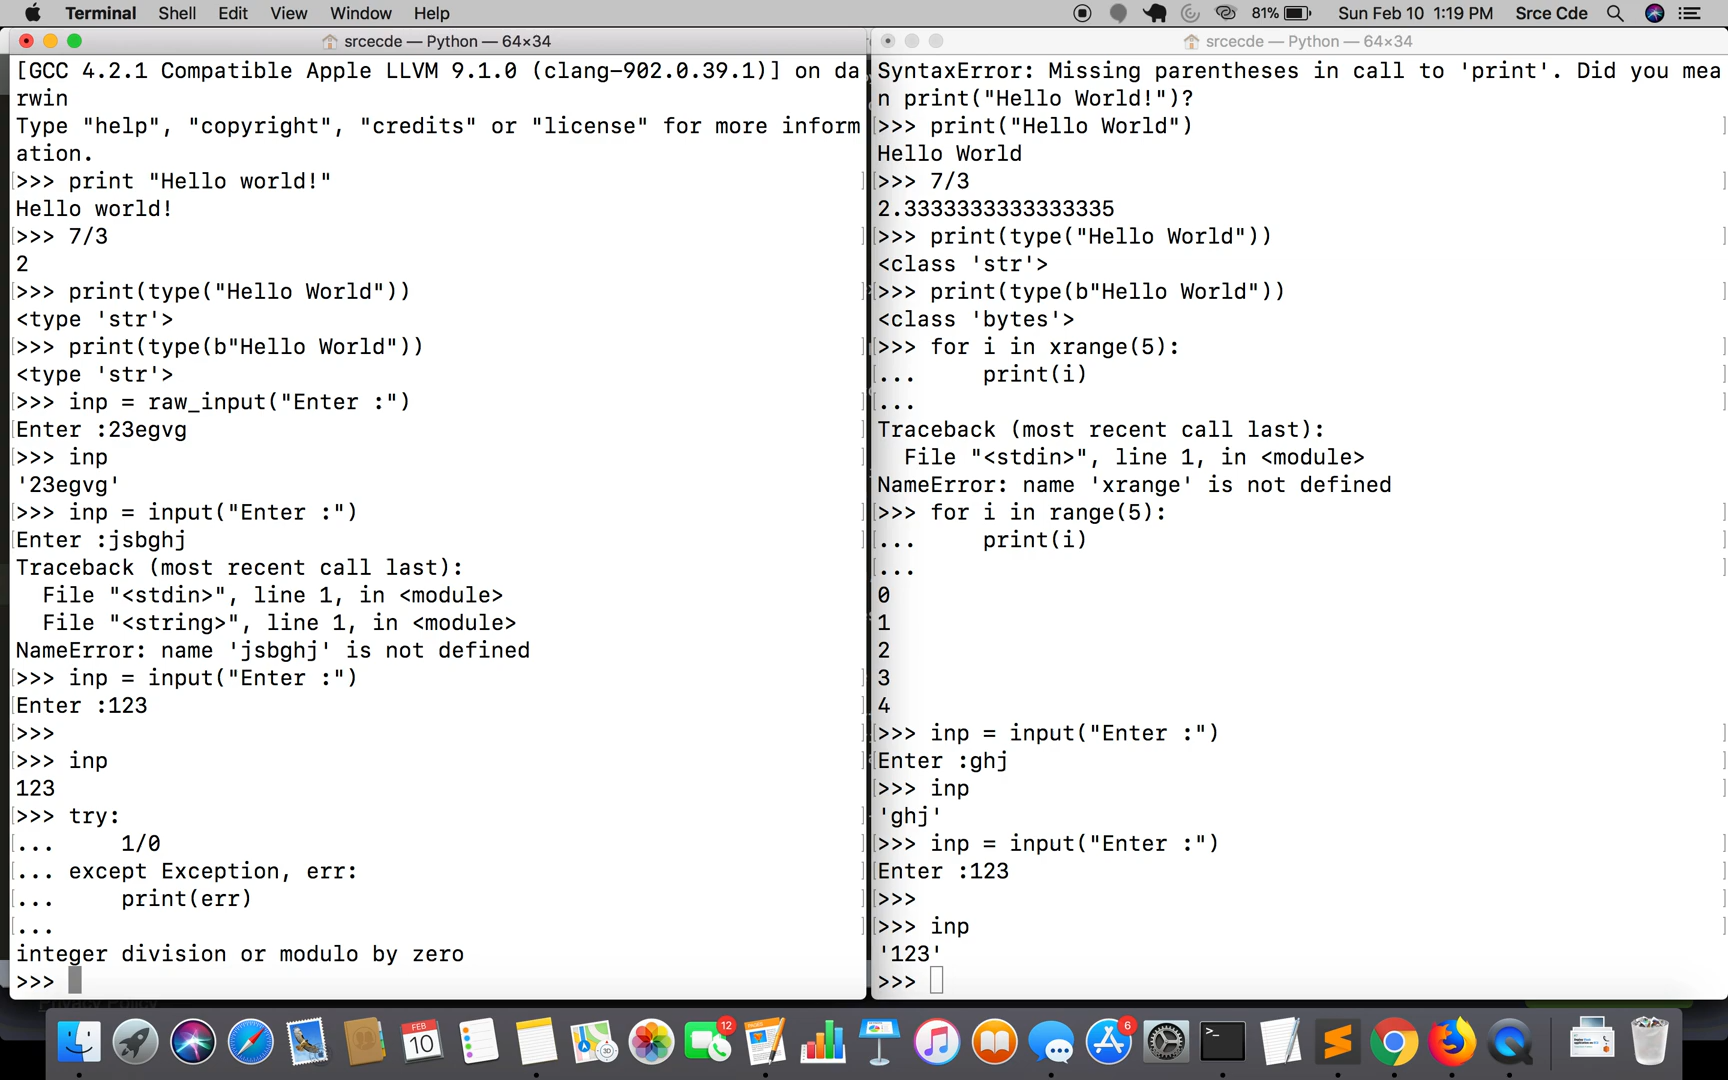 Terminal Shell Edit View Window Help
81% Sun Feb 10 1:19 PM Srce Cde
srcecde — Python — 64×34
[GCC 4.2.1 Compatible Apple LLVM 9.1.0 (clang-902.0.39.1)] on da
rwin
Type "help", "copyright", "credits" or "license" for more inform
ation.
>>> print "Hello world!"
Hello world!
>>> 7/3
2
>>> print(type("Hello World"))
<type 'str'>
>>> print(type(b"Hello World"))
<type 'str'>
>>> inp = raw_input("Enter :")
Enter :23egvg
>>> inp
'23egvg'
>>> inp = input("Enter :")
Enter :jsbghj
Traceback (most recent call last):
  File "<stdin>", line 1, in <module>
  File "<string>", line 1, in <module>
NameError: name 'jsbghj' is not defined
>>> inp = input("Enter :")
Enter :123
>>>
>>> inp
123
>>> try:
...     1/0
... except Exception, err:
...     print(err)
...
integer division or modulo by zero
>>>
srcecde — Python — 64×34
SyntaxError: Missing parentheses in call to 'print'. Did you mea
n print("Hello World!")?
>>> print("Hello World")
Hello World
>>> 7/3
2.3333333333333335
>>> print(type("Hello World"))
<class 'str'>
>>> print(type(b"Hello World"))
<class 'bytes'>
>>> for i in xrange(5):
...     print(i)
...
Traceback (most recent call last):
  File "<stdin>", line 1, in <module>
NameError: name 'xrange' is not defined
>>> for i in range(5):
...     print(i)
...
0
1
2
3
4
>>> inp = input("Enter :")
Enter :ghj
>>> inp
'ghj'
>>> inp = input("Enter :")
Enter :123
>>>
>>> inp
'123'
>>>
Privacy Policy
FEB
10
3D
12
6
>_